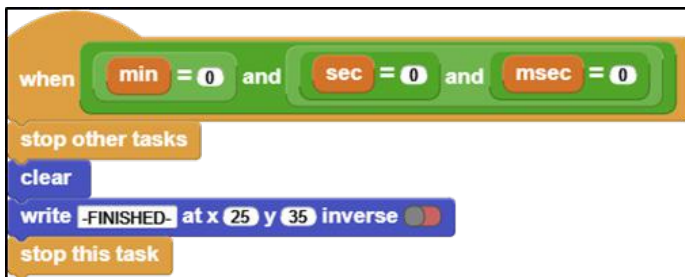 when min = 0 and sec = 0 and msec = 0
stop other tasks
clear
write -FINISHED- at x 25 y 35 inverse
stop this task